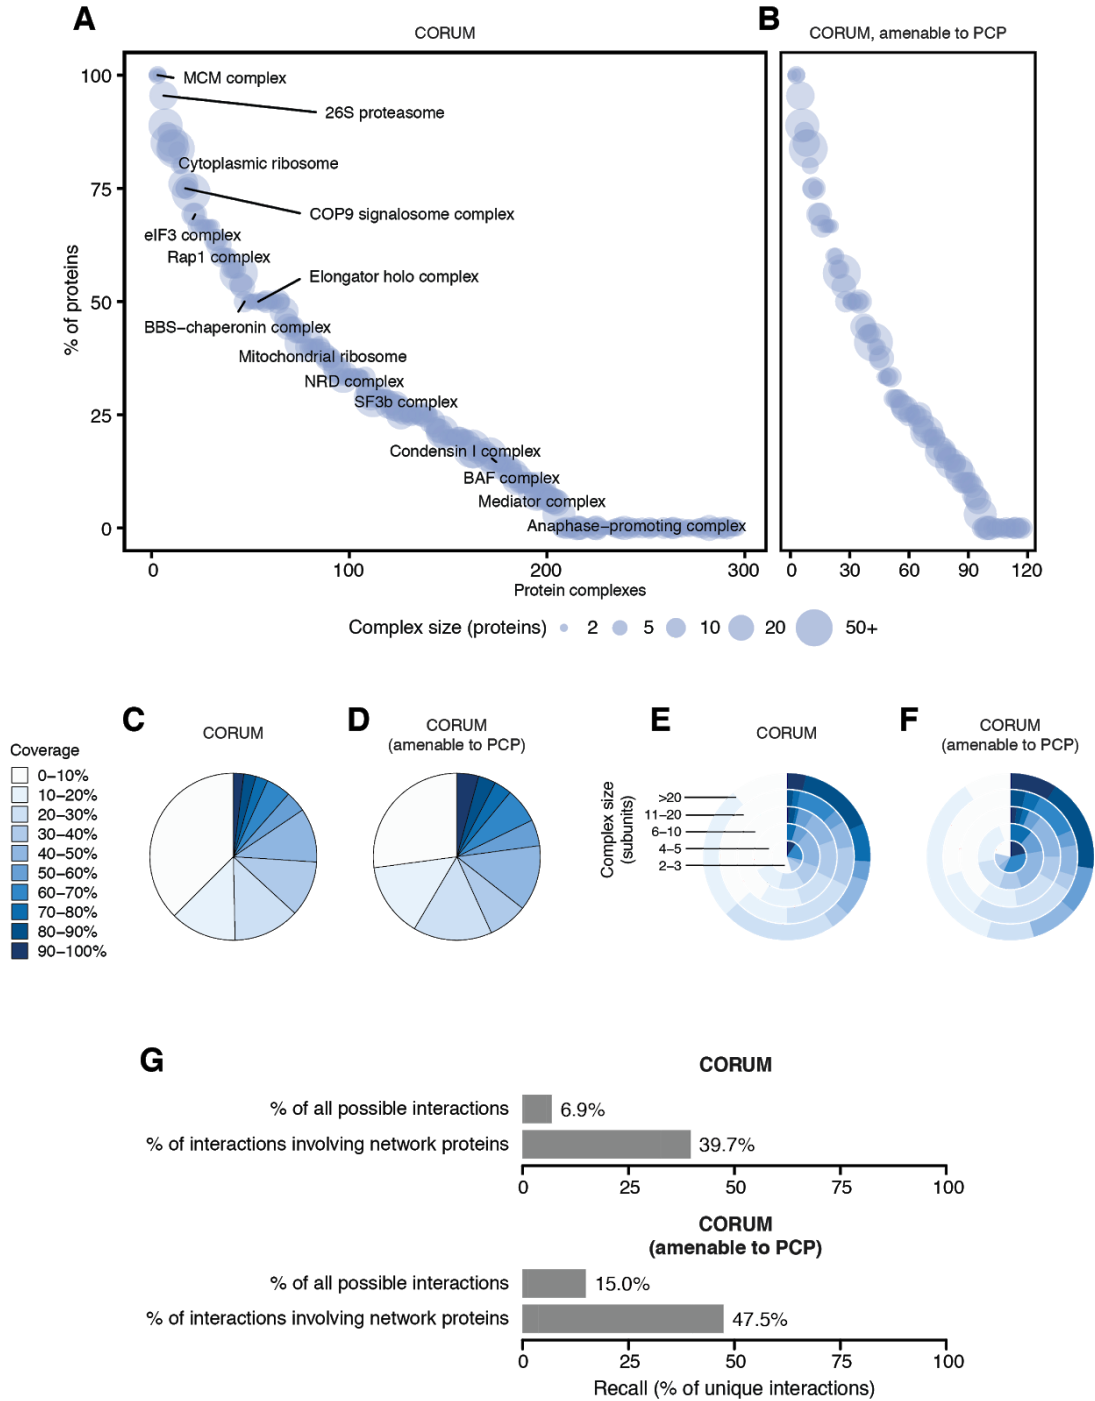 A
CORUM
B
CORUM, amenable to PCP
% of proteins
100
75
50
25
0
MCM complex
26S proteasome
Cytoplasmic ribosome
COP9 signalosome complex
eIF3 complex
Rap1 complex
Elongator holo complex
BBS−chaperonin complex
Mitochondrial ribosome
NRD complex
SF3b complex
Condensin I complex
BAF complex
Mediator complex
Anaphase−promoting complex
0 100 200 300
0 30 60 90 120
Protein complexes
Complex size (proteins) 2 5 10 20 50+
C
CORUM
D
CORUM
(amenable to PCP)
E
CORUM
F
CORUM
(amenable to PCP)
Coverage
0−10%
10−20%
20−30%
30−40%
40−50%
50−60%
60−70%
70−80%
80−90%
90−100%
Complex size
(subunits)
>20
11−20
6−10
4−5
2−3
G
CORUM
% of all possible interactions 6.9%
% of interactions involving network proteins 39.7%
0 25 50 75 100
CORUM
(amenable to PCP)
% of all possible interactions 15.0%
% of interactions involving network proteins 47.5%
0 25 50 75 100
Recall (% of unique interactions)